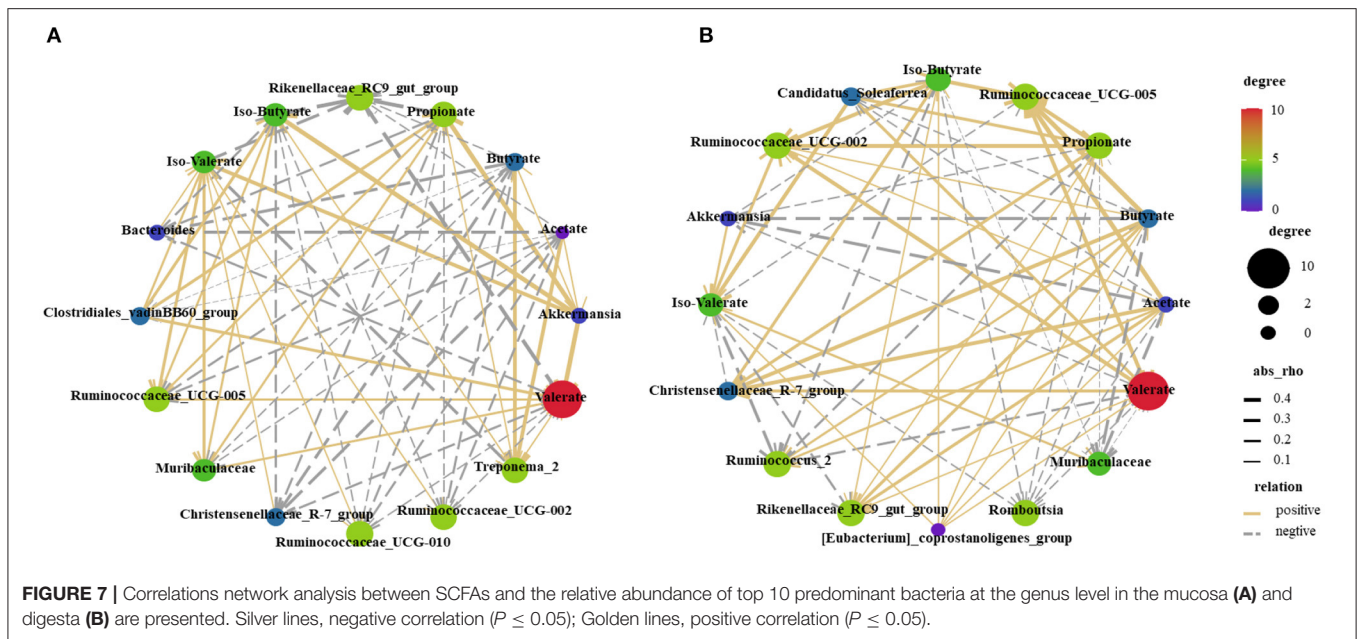 A
Rikenellaceae_RC9_gut_group
Iso-Butyrate
Propionate
Iso-Valerate
Butyrate
Bacteroides
Acetate
Clostridiales_vadinBB60_group
Akkermansia
Ruminococcaceae_UCG-005
Valerate
Muribaculaceae
Treponema_2
Christensenellaceae_R-7_group
Ruminococcaceae_UCG-002
Ruminococcaceae_UCG-010
B
Iso-Butyrate
Candidatus_Soleaferrea
Ruminococcaceae_UCG-005
Ruminococcaceae_UCG-002
Propionate
Akkermansia
Butyrate
Iso-Valerate
Acetate
Christensenellaceae_R-7_group
Valerate
Ruminococcus_2
Muribaculaceae
Rikenellaceae_RC9_gut_group
Romboutsia
[Eubacterium]_coprostanoligenes_group
degree
10
5
0
degree
10
2
0
abs_rho
0.4
0.3
0.2
0.1
relation
positive
negtive
FIGURE 7 | Correlations network analysis between SCFAs and the relative abundance of top 10 predominant bacteria at the genus level in the mucosa (A) and
digesta (B) are presented. Silver lines, negative correlation (P ≤ 0.05); Golden lines, positive correlation (P ≤ 0.05).